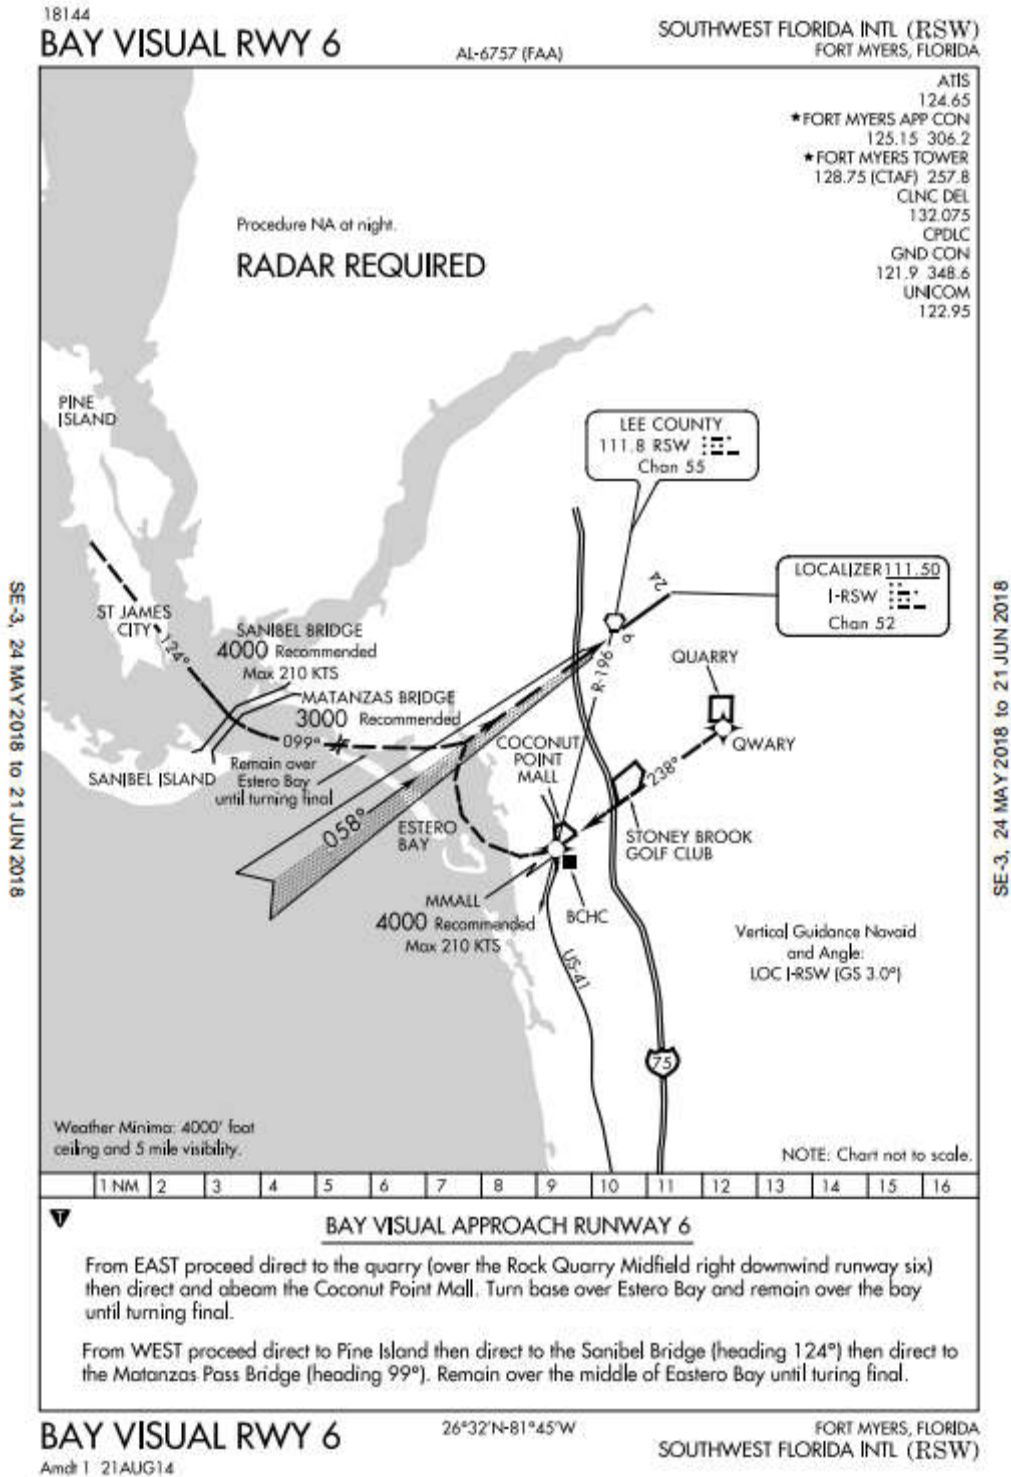 18144
BAY VISUAL RWY 6
AL-6757 (FAA)
SOUTHWEST FLORIDA INTL (RSW)
FORT MYERS, FLORIDA
ATIS
124.65
★FORT MYERS APP CON
125.15 306.2
★FORT MYERS TOWER
128.75 (CTAF) 257.8
CLNC DEL
132.075
CPDLC
GND CON
121.9 348.6
UNICOM
122.95
Procedure NA at night.
RADAR REQUIRED
PINE
ISLAND
LEE COUNTY
111.8 RSW
Chan 55
LOCALIZER 111.50
I-RSW
Chan 52
24
6
R-196
ST JAMES
CITY
124°
SANIBEL BRIDGE
4000 Recommended
Max 210 KTS
MATANZAS BRIDGE
3000 Recommended
099°
SANIBEL ISLAND
Remain over
Estero Bay
until turning final
058°
ESTERO
BAY
QUARRY
QWARY
238°
COCONUT
POINT
MALL
STONEY BROOK
GOLF CLUB
MMALL
4000 Recommended
Max 210 KTS
BCHC
US-41
75
Vertical Guidance Navaid
and Angle:
LOC I-RSW (GS 3.0°)
Weather Minima: 4000' foot
ceiling and 5 mile visibility.
NOTE: Chart not to scale.
1 NM 2 3 4 5 6 7 8 9 10 11 12 13 14 15 16
T
BAY VISUAL APPROACH RUNWAY 6
From EAST proceed direct to the quarry (over the Rock Quarry Midfield right downwind runway six)
then direct and abeam the Coconut Point Mall. Turn base over Estero Bay and remain over the bay
until turning final.
From WEST proceed direct to Pine Island then direct to the Sanibel Bridge (heading 124°) then direct to
the Matanzas Pass Bridge (heading 99°). Remain over the middle of Eastero Bay until turing final.
BAY VISUAL RWY 6
Amdt 1 21AUG14
26°32'N-81°45'W
FORT MYERS, FLORIDA
SOUTHWEST FLORIDA INTL (RSW)
SE-3, 24 MAY 2018 to 21 JUN 2018
SE-3, 24 MAY 2018 to 21 JUN 2018